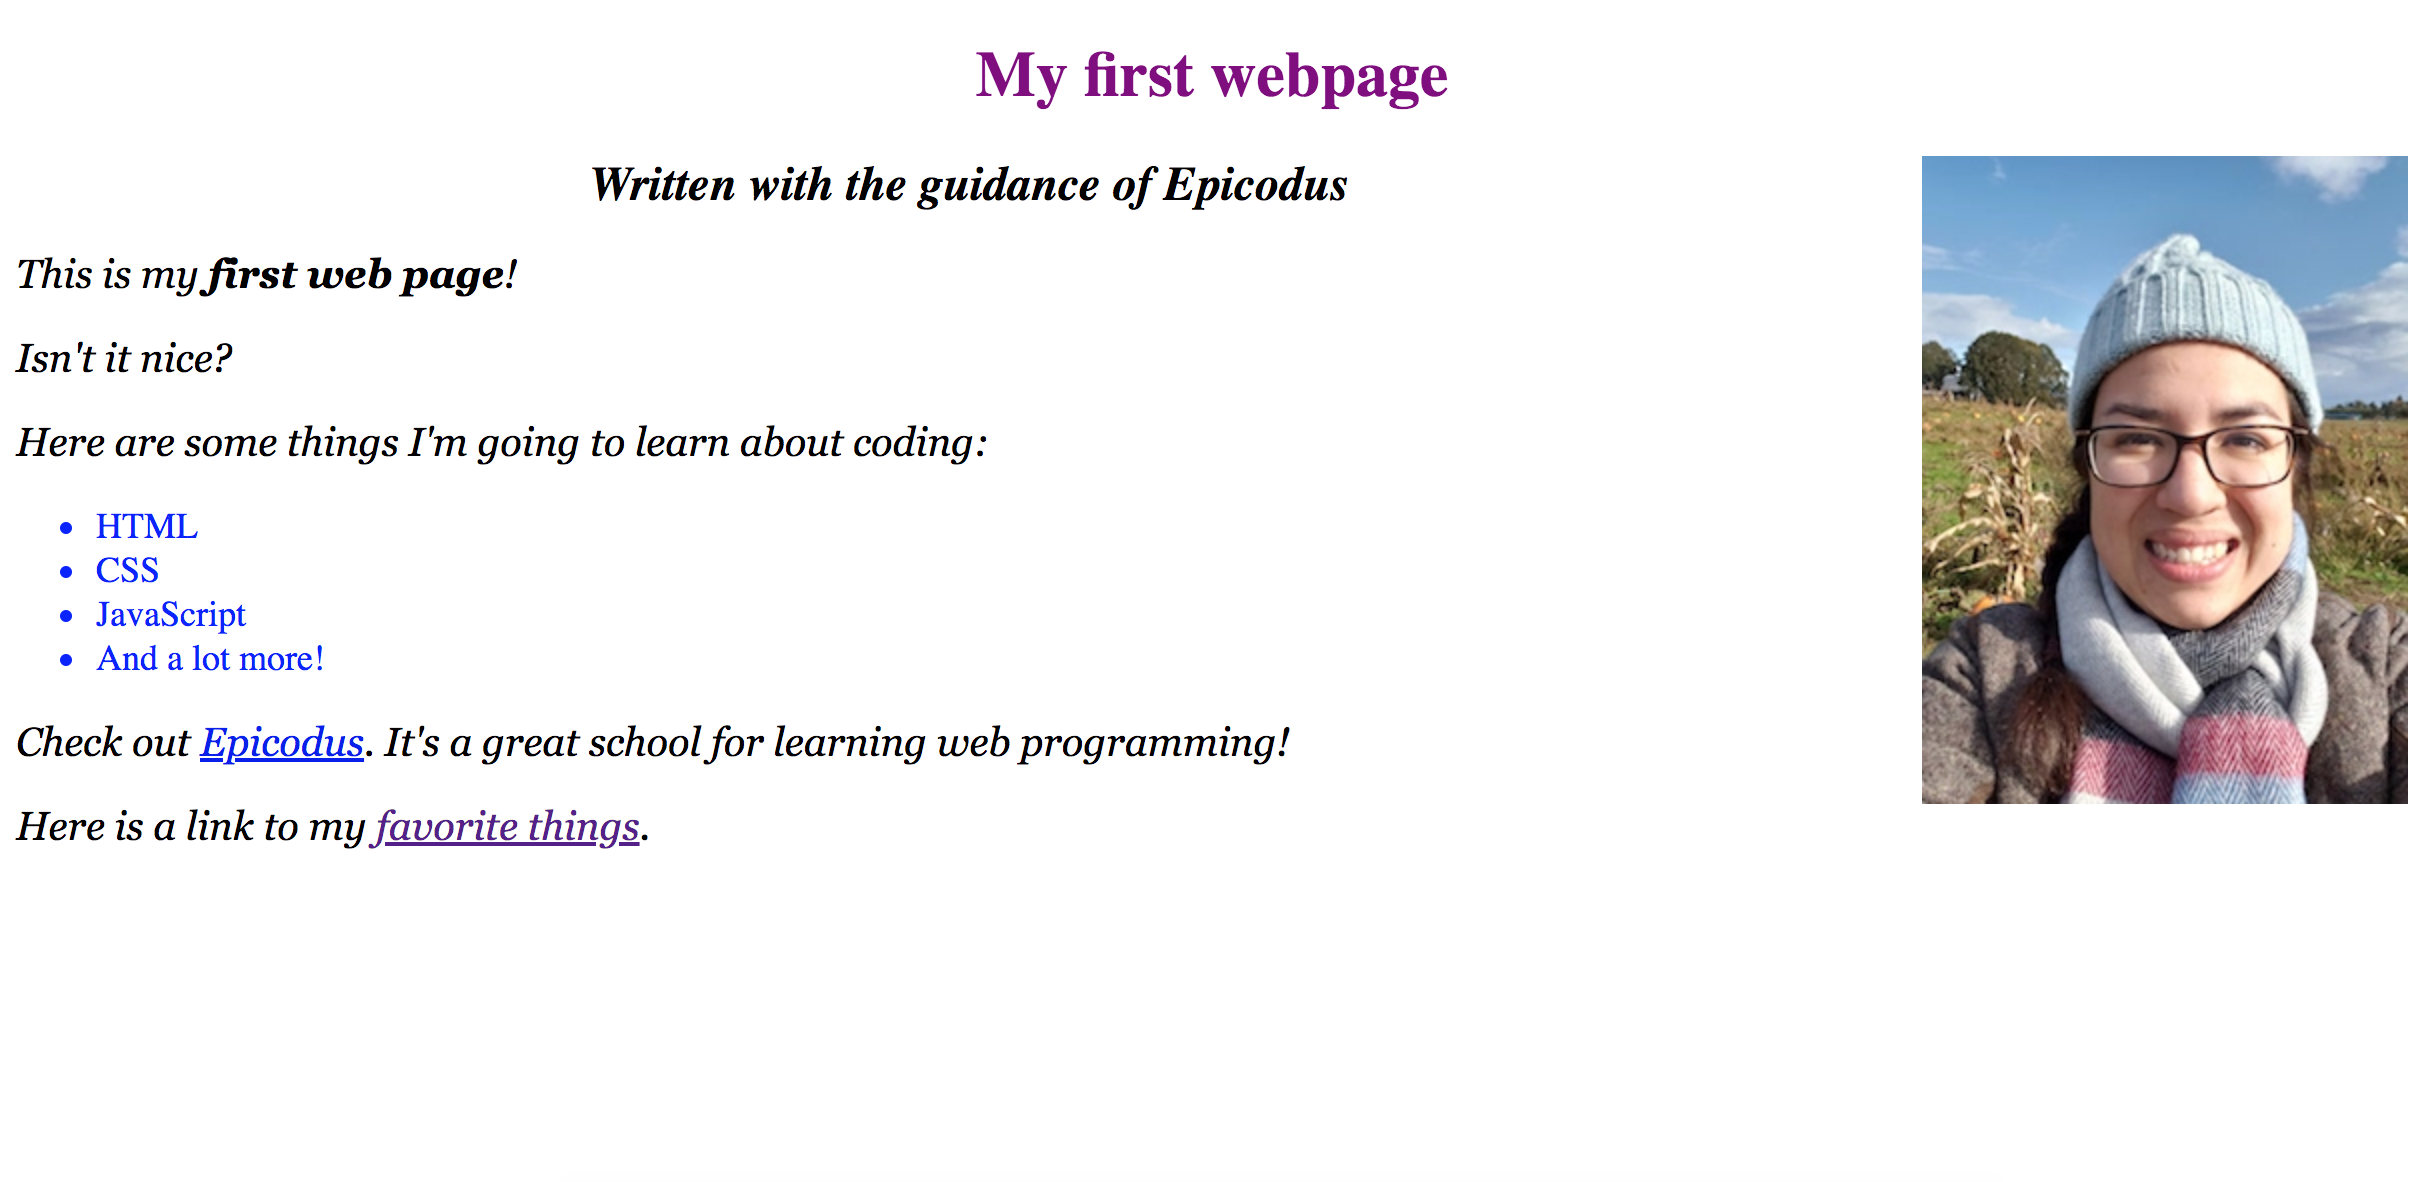 My first webpage
Written with the guidance of Epicodus
This is my first web page!
Isn't it nice?
Here are some things I'm going to learn about coding:
• HTML
• CSS
• JavaScript
• And a lot more!
Check out Epicodus. It's a great school for learning web programming!
Here is a link to my favorite things.